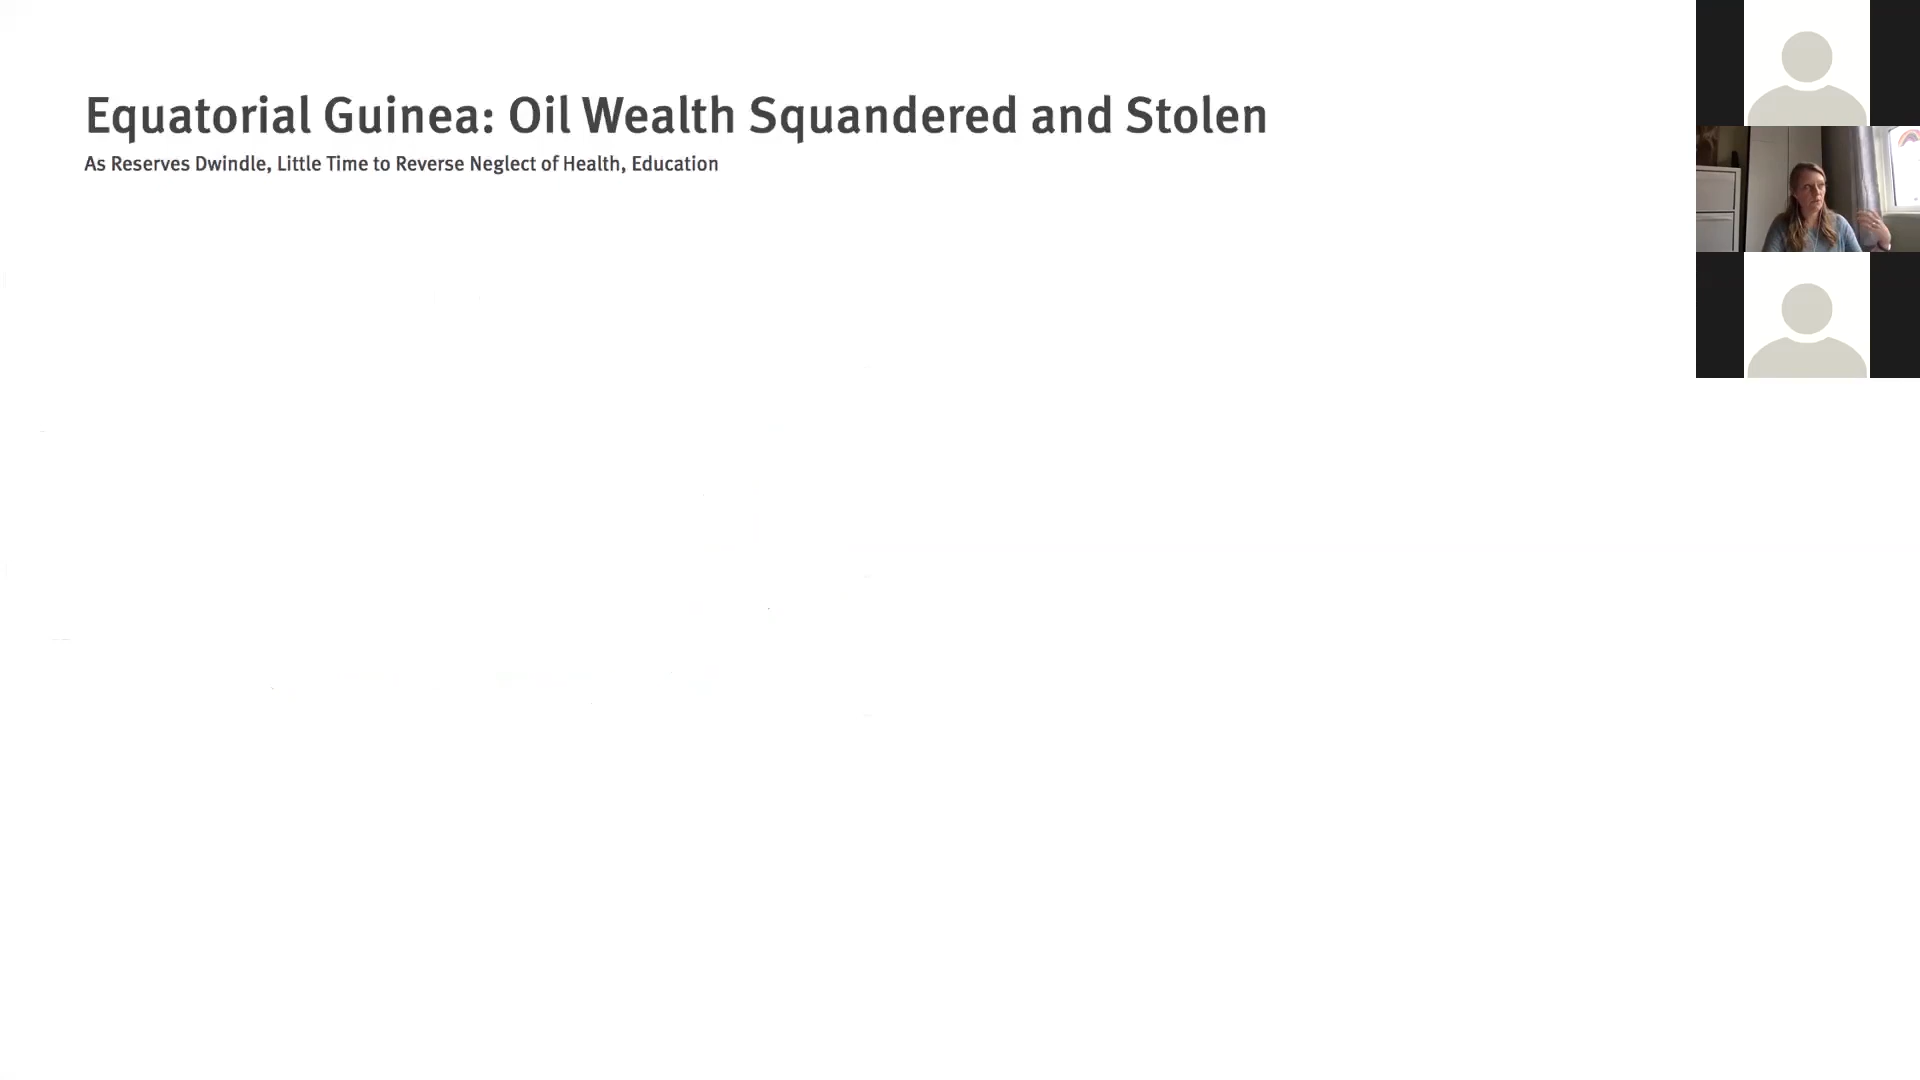 Equatorial Guinea: Oil Wealth Squandered and Stolen
As Reserves Dwindle, Little Time to Reverse Neglect of Health, Education